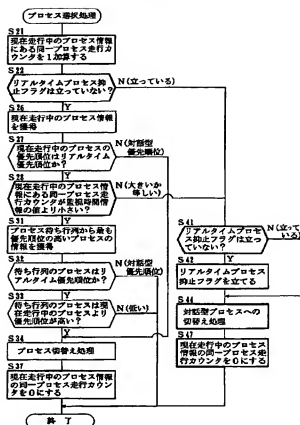 プロセス選択処理
S21
現在走行中のプロセス情報
にある同一プロセス走行カ
ウンタを1加算する
S22
リアルタイムプロセス抑
止フラグは立っていない?
N(立っている)
Y
S26
現在走行中のプロセス情報
を獲得
S27
現在走行中のプロセスの
優先順位はリアルタイム
優先順位か?
N(対話型
優先順位)
Y
S28
現在走行中のプロセス情
報にある同一プロセス走
行カウンタが監視時間情
報の値より小さい?
N(大きいか
等しい)
Y
S31
プロセス待ち行列から最も
優先順位の高いプロセスの
情報を獲得
S32
待ち行列のプロセスはリ
アルタイム優先順位か?
N(対話型
優先順位)
Y
S33
待ち行列のプロセスは現
在走行中のプロセスより
優先順位が高い?
N(低い)
Y
S34
プロセス切替え処理
S37
現在走行中のプロセス情報
の同一プロセス走行カウン
タを0にする
S41
リアルタイムプロセス
抑止フラグは立っ
ていない?
N(立って
いる)
Y
S42
リアルタイムプロセス
抑止フラグを立てる
S44
対話型プロセスへの
切替え処理
S47
現在走行中のプロセス
情報の同一プロセス走
行カウンタを0にする
終了